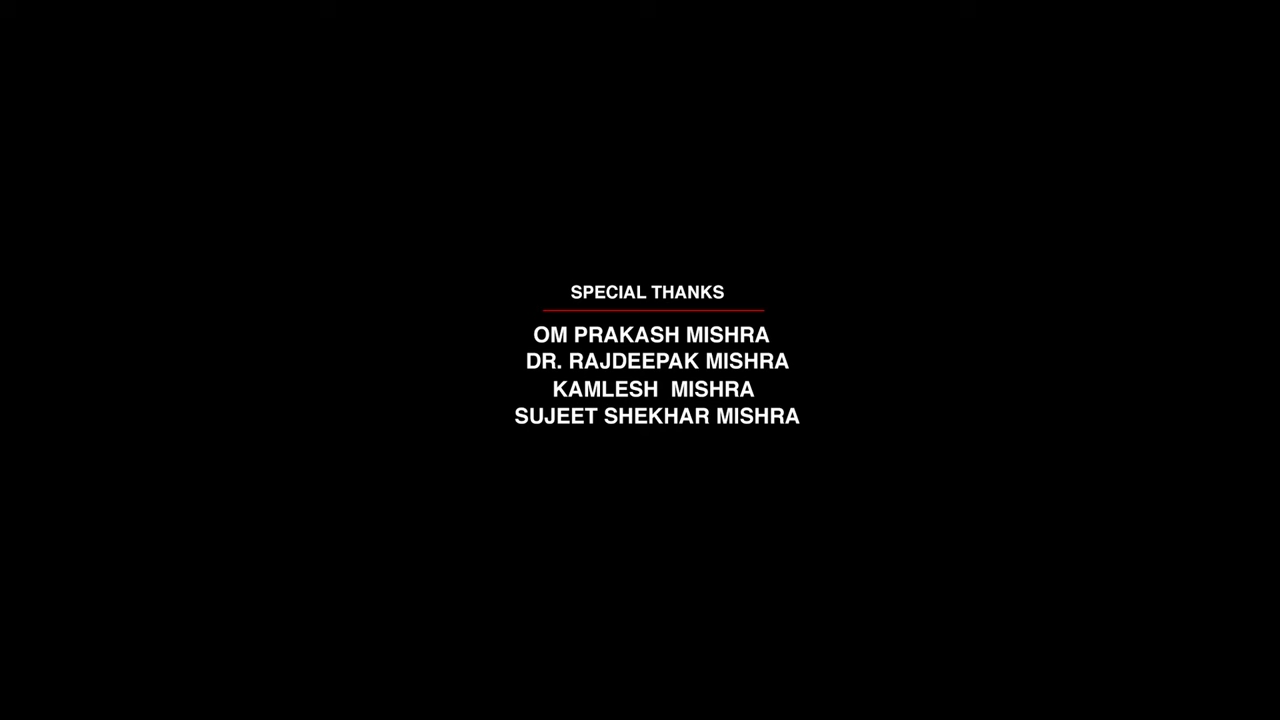 SPECIAL THANKS
OM PRAKASH MISHRA
DR. RAJDEEPAK MISHRA
KAMLESH  MISHRA
SUJEET SHEKHAR MISHRA